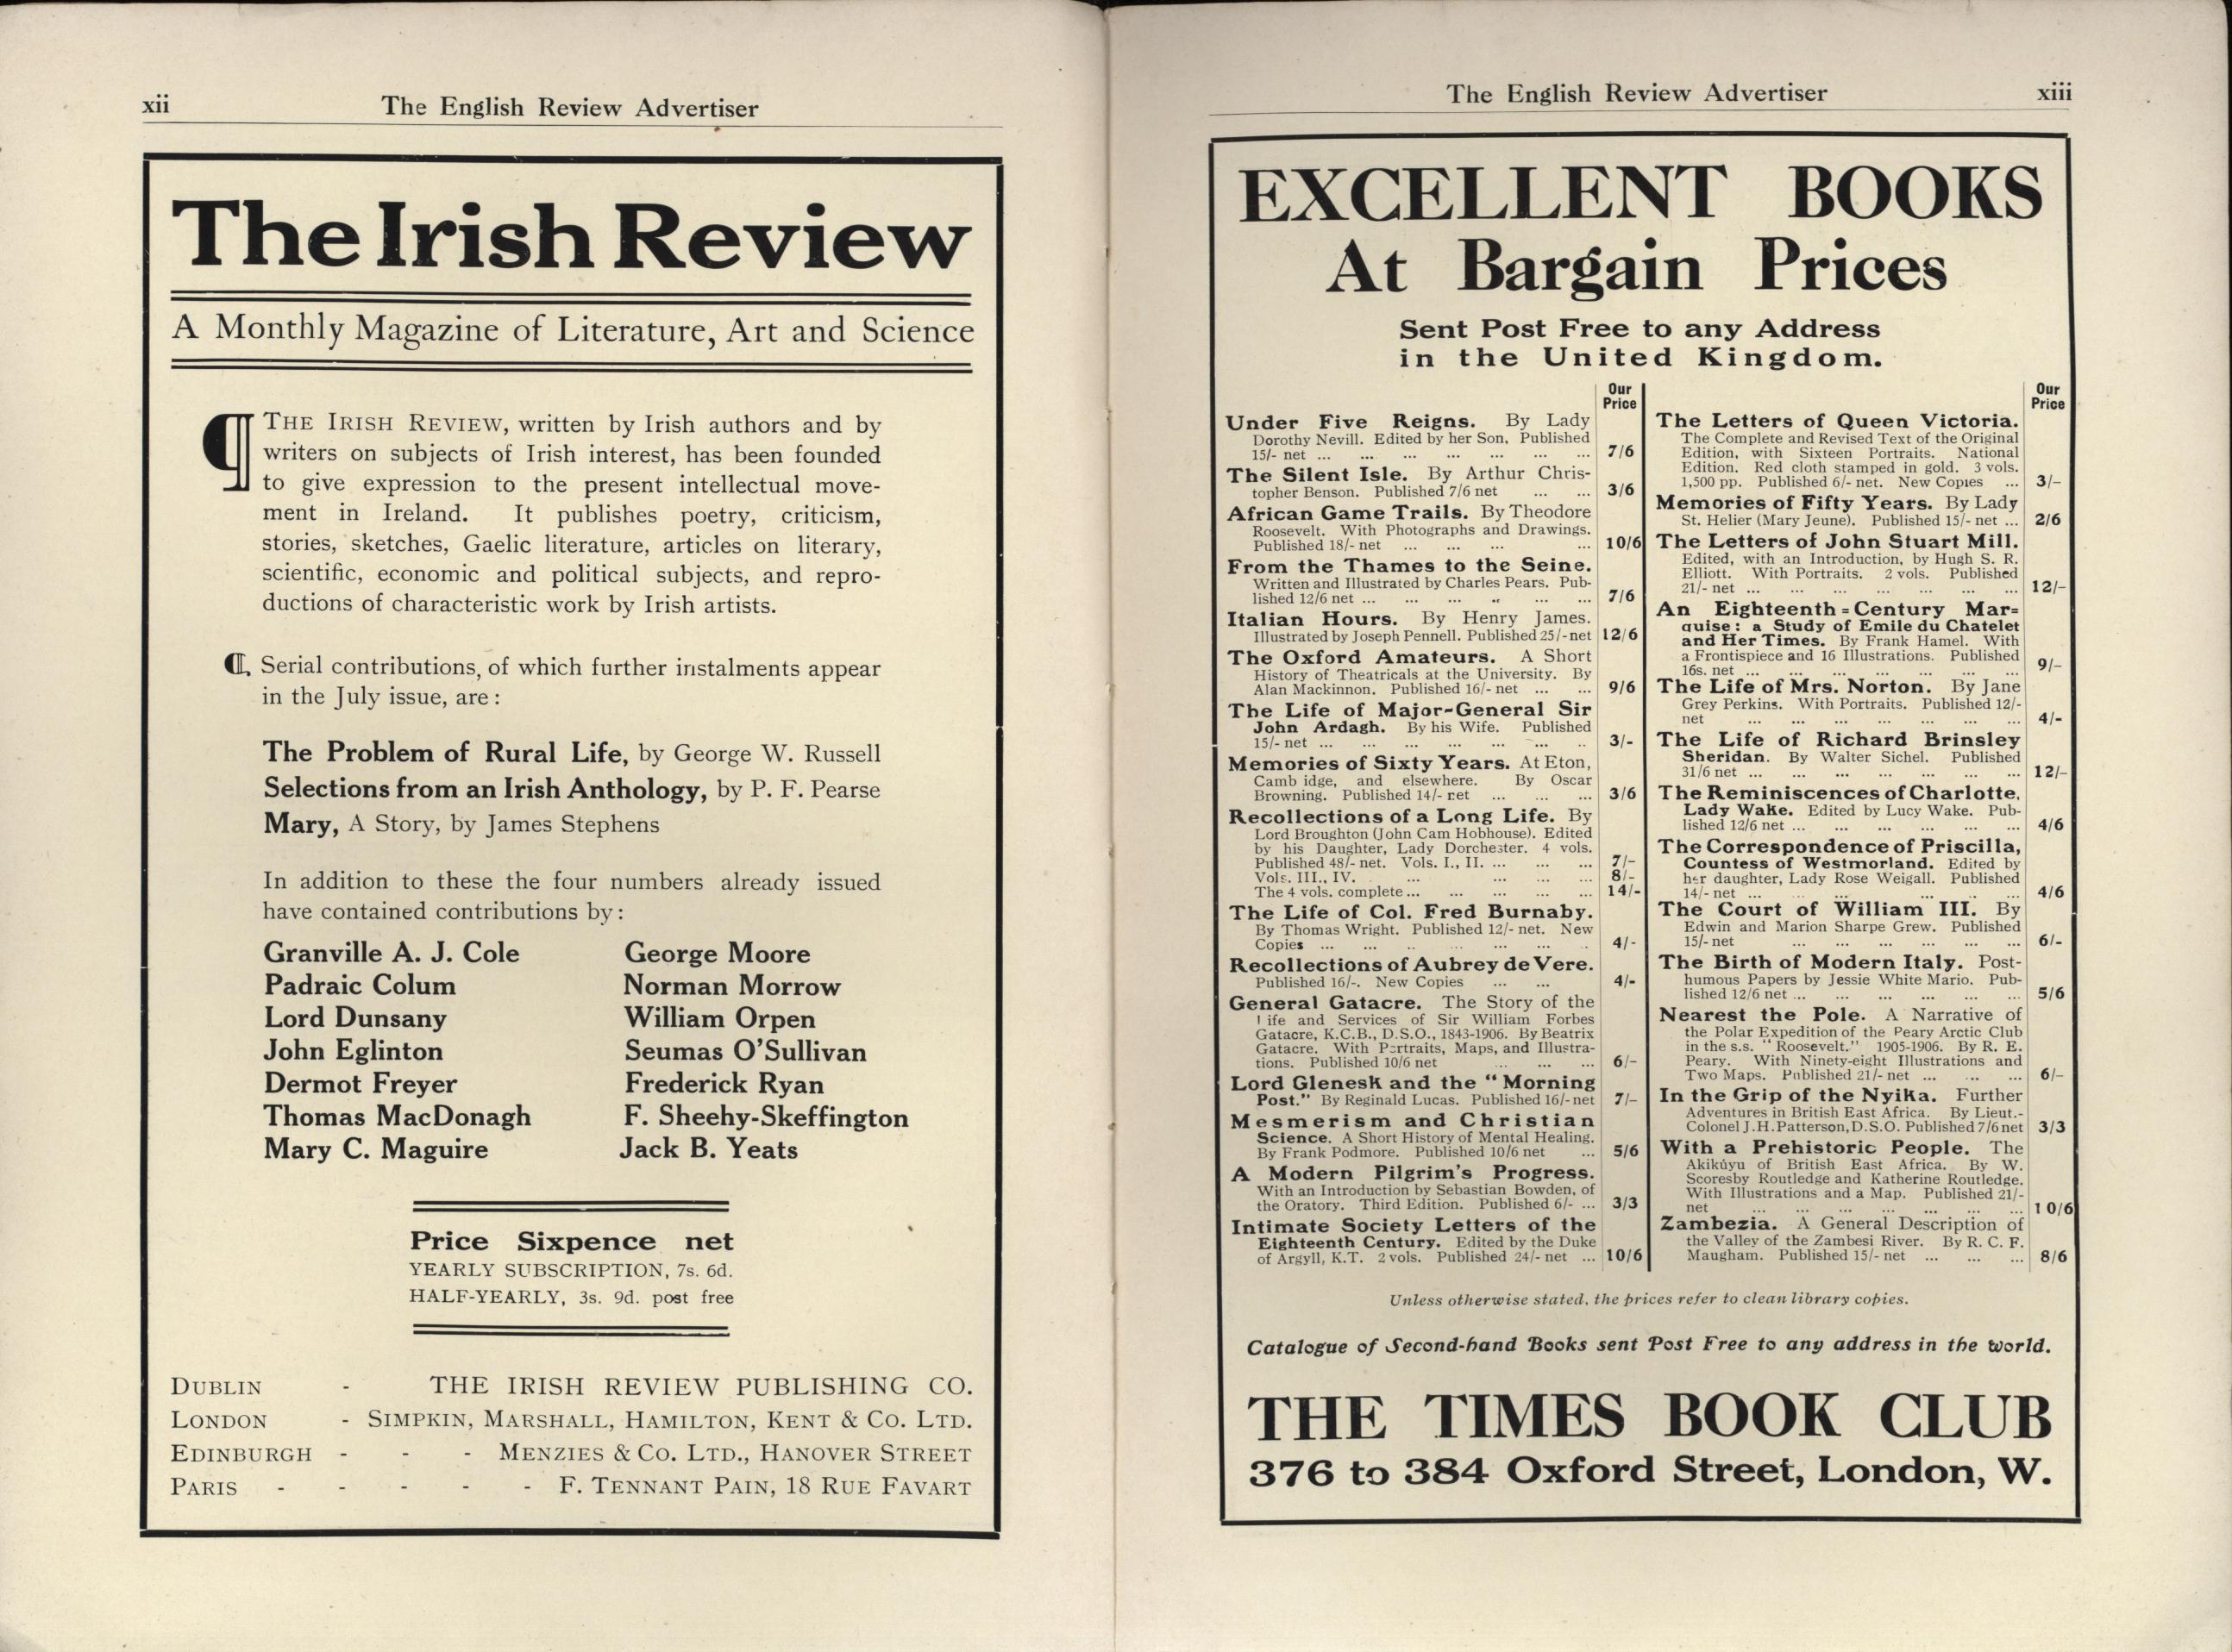 xii
The English Review Advertiser
The Irish Review
A Monthly Magazine of Literature, Art and Science
¶ THE IRISH REVIEW, written by Irish authors and by
writers on subjects of Irish interest, has been founded
to give expression to the present intellectual move-
ment in Ireland. It publishes poetry, criticism,
stories, sketches, Gaelic literature, articles on literary,
scientific, economic and political subjects, and repro-
ductions of characteristic work by Irish artists.
¶ Serial contributions, of which further instalments appear
in the July issue, are:
The Problem of Rural Life, by George W. Russell
Selections from an Irish Anthology, by P. F. Pearse
Mary, A Story, by James Stephens
In addition to these the four numbers already issued
have contained contributions by:
Granville A. J. Cole
Padraic Colum
Lord Dunsany
John Eglinton
Dermot Freyer
Thomas MacDonagh
Mary C. Maguire
George Moore
Norman Morrow
William Orpen
Seumas O'Sullivan
Frederick Ryan
F. Sheehy-Skeffington
Jack B. Yeats
Price Sixpence net
YEARLY SUBSCRIPTION, 7s. 6d.
HALF-YEARLY, 3s. 9d. post free
DUBLIN - THE IRISH REVIEW PUBLISHING CO.
LONDON - SIMPKIN, MARSHALL, HAMILTON, KENT & CO. LTD.
EDINBURGH - - - MENZIES & CO. LTD., HANOVER STREET
PARIS - - - - - F. TENNANT PAIN, 18 RUE FAVART
The English Review Advertiser
xiii
EXCELLENT BOOKS
At Bargain Prices
Sent Post Free to any Address
in the United Kingdom.
Our
Price
Under Five Reigns. By Lady
Dorothy Nevill. Edited by her Son. Published
15/- net ... ... ... ... ... ... ... 7/6
The Silent Isle. By Arthur Chris-
topher Benson. Published 7/6 net ... ... 3/6
African Game Trails. By Theodore
Roosevelt. With Photographs and Drawings.
Published 18/- net ... ... ... ... 10/6
From the Thames to the Seine.
Written and Illustrated by Charles Pears. Pub-
lished 12/6 net ... ... ... ... ... ... 7/6
Italian Hours. By Henry James.
Illustrated by Joseph Pennell. Published 25/- net 12/6
The Oxford Amateurs. A Short
History of Theatricals at the University. By
Alan Mackinnon. Published 16/- net ... ... 9/6
The Life of Major-General Sir
John Ardagh. By his Wife. Published
15/- net ... ... ... ... ... ... .. 3/-
Memories of Sixty Years. At Eton,
Camb idge, and elsewhere. By Oscar
Browning. Published 14/- net ... ... ... 3/6
Recollections of a Long Life. By
Lord Broughton (John Cam Hobhouse). Edited
by his Daughter, Lady Dorchester. 4 vols.
Published 48/- net. Vols. I., II. ... ... ... 7/-
Vols. III., IV. . ... ... ... ... 8/-
The 4 vols. complete ... ... ... ... ... 14/-
The Life of Col. Fred Burnaby.
By Thomas Wright. Published 12/- net. New
Copies ... ... .. ... ... ... .. 4/-
Recollections of Aubrey de Vere.
Published 16/-. New Copies ... ... 4/-
General Gatacre. The Story of the
Life and Services of Sir William Forbes
Gatacre, K.C.B., D.S.O., 1843-1906. By Beatrix
Gatacre. With Portraits, Maps, and Illustra-
tions. Published 10/6 net ... ... ... 6/-
Lord Glenesk and the "Morning
Post." By Reginald Lucas. Published 16/- net 7/-
Mesmerism and Christian
Science. A Short History of Mental Healing.
By Frank Podmore. Published 10/6 net ... 5/6
A Modern Pilgrim's Progress.
With an Introduction by Sebastian Bowden, of
the Oratory. Third Edition. Published 6/- ... 3/3
Intimate Society Letters of the
Eighteenth Century. Edited by the Duke
of Argyll, K.T. 2 vols. Published 24/- net ... 10/6
Our
Price
The Letters of Queen Victoria.
The Complete and Revised Text of the Original
Edition, with Sixteen Portraits. National
Edition. Red cloth stamped in gold. 3 vols.
1,500 pp. Published 6/- net. New Copies ... 3/-
Memories of Fifty Years. By Lady
St. Helier (Mary Jeune). Published 15/- net ... 2/6
The Letters of John Stuart Mill.
Edited, with an Introduction, by Hugh S. R.
Elliott. With Portraits. 2 vols. Published
21/- net ... ... ... ... ... ... ... 12/-
An Eighteenth-Century Mar-
quise: a Study of Emile du Chatelet
and Her Times. By Frank Hamel. With
a Frontispiece and 16 Illustrations. Published
16s. net ... ... ... ... ... ... ... 9/-
The Life of Mrs. Norton. By Jane
Grey Perkins. With Portraits. Published 12/-
net ... ... ... ... ... ... ... 4/-
The Life of Richard Brinsley
Sheridan. By Walter Sichel. Published
31/6 net ... ... ... ... ... ... ... 12/-
The Reminiscences of Charlotte,
Lady Wake. Edited by Lucy Wake. Pub-
lished 12/6 net ... ... ... ... ... ... 4/6
The Correspondence of Priscilla,
Countess of Westmorland. Edited by
her daughter, Lady Rose Weigall. Published
14/- net ... ... ... ... ... ... 4/6
The Court of William III. By
Edwin and Marion Sharpe Grew. Published
15/- net ... ... ... ... ... ... 6/-
The Birth of Modern Italy. Post-
humous Papers by Jessie White Mario. Pub-
lished 12/6 net ... ... ... ... ... ... 5/6
Nearest the Pole. A Narrative of
the Polar Expedition of the Peary Arctic Club
in the s.s. "Roosevelt." 1905-1906. By R. E.
Peary. With Ninety-eight Illustrations and
Two Maps. Published 21/- net ... ... ... 6/-
In the Grip of the Nyika. Further
Adventures in British East Africa. By Lieut.-
Colonel J.H.Patterson, D.S.O. Published 7/6 net 3/3
With a Prehistoric People. The
Akikúyu of British East Africa. By W.
Scoresby Routledge and Katherine Routledge.
With Illustrations and a Map. Published 21/-
net ... ... ... ... ... ... ... 10/6
Zambezia. A General Description of
the Valley of the Zambesi River. By R. C. F.
Maugham. Published 15/- net ... ... ... 8/6
Unless otherwise stated, the prices refer to clean library copies.
Catalogue of Second-hand Books sent Post Free to any address in the world.
THE TIMES BOOK CLUB
376 to 384 Oxford Street, London, W.